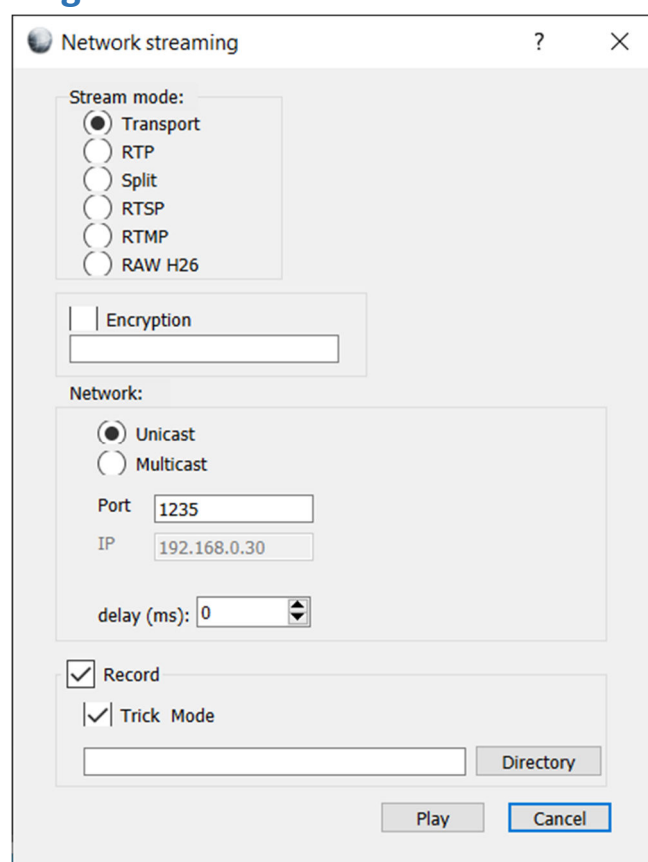 Network streaming ?
Stream mode:
Transport
RTP
Split
RTSP
RTMP
RAW H26
Encryption
Network:
Unicast
Multicast
Port 1235
IP 192.168.0.30
delay (ms): 0
Record
Trick Mode
Directory
Play Cancel